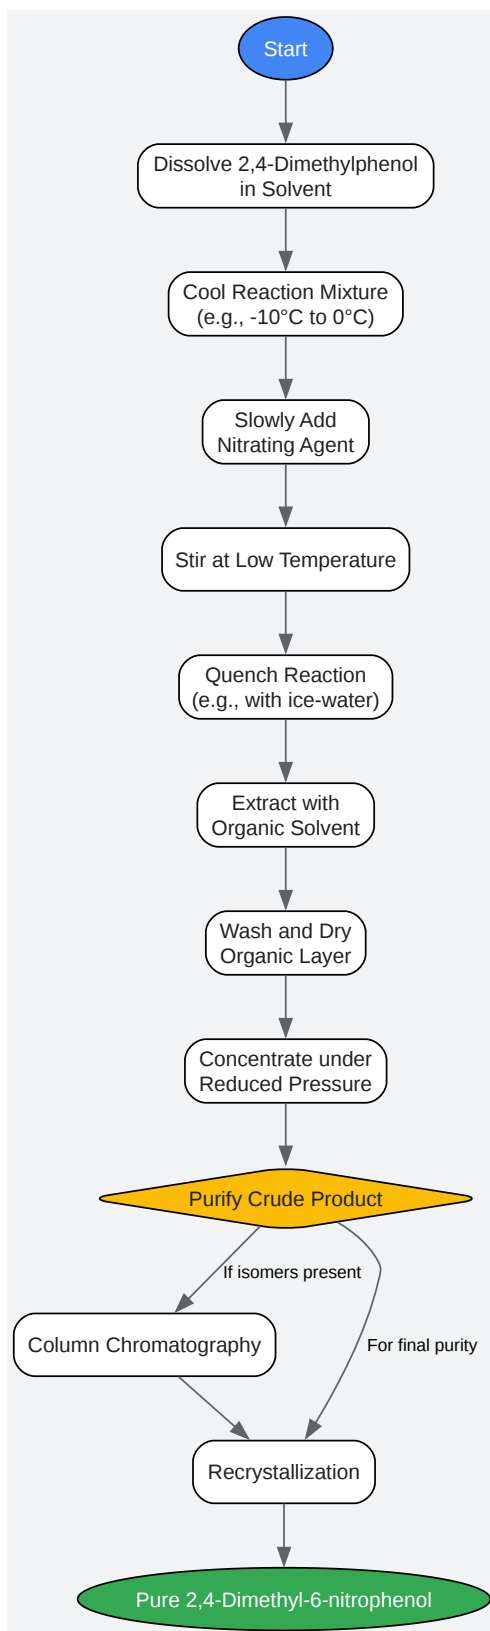 Start
Dissolve 2,4-Dimethylphenol
in Solvent
Cool Reaction Mixture
(e.g., -10°C to 0°C)
Slowly Add
Nitrating Agent
Stir at Low Temperature
Quench Reaction
(e.g., with ice-water)
Extract with
Organic Solvent
Wash and Dry
Organic Layer
Concentrate under
Reduced Pressure
Purify Crude Product
If isomers present
Column Chromatography
For final purity
Recrystallization
Pure 2,4-Dimethyl-6-nitrophenol